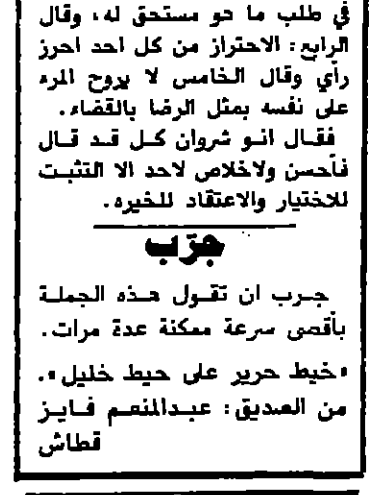 في طلب ما هو مستحق له، وقال
الرابع: الاحتراز من كل احد احرز
رأي وقال الخامس لا يروح المرء
على نفسه بمثل الرضا بالقضاء.
فقال انو شروان كل قد قال
فأحسن ولاخلاص لاحد الا التثبت
للاختيار والاعتقاد للخيره.
جرّب
جرب ان تقول هذه الجملة
بأقصى سرعة ممكنة عدة مرات.
«خيط حرير على حيط خليل».
من الصديق: عبدالمنعم فايز
قطاش